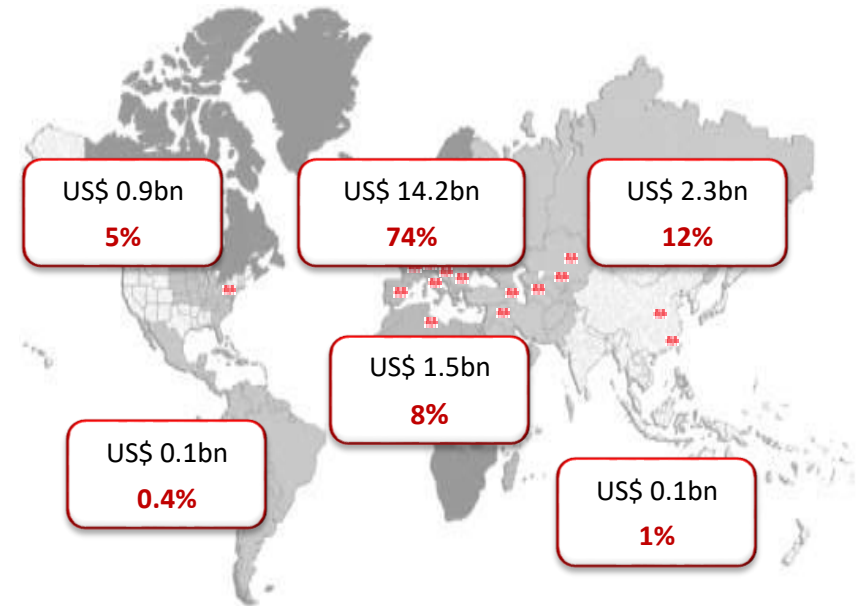 US$ 0.9bn
5%
US$ 14.2bn
74%
US$ 2.3bn
12%
US$ 1.5bn
8%
US$ 0.1bn
0.4%
US$ 0.1bn
1%